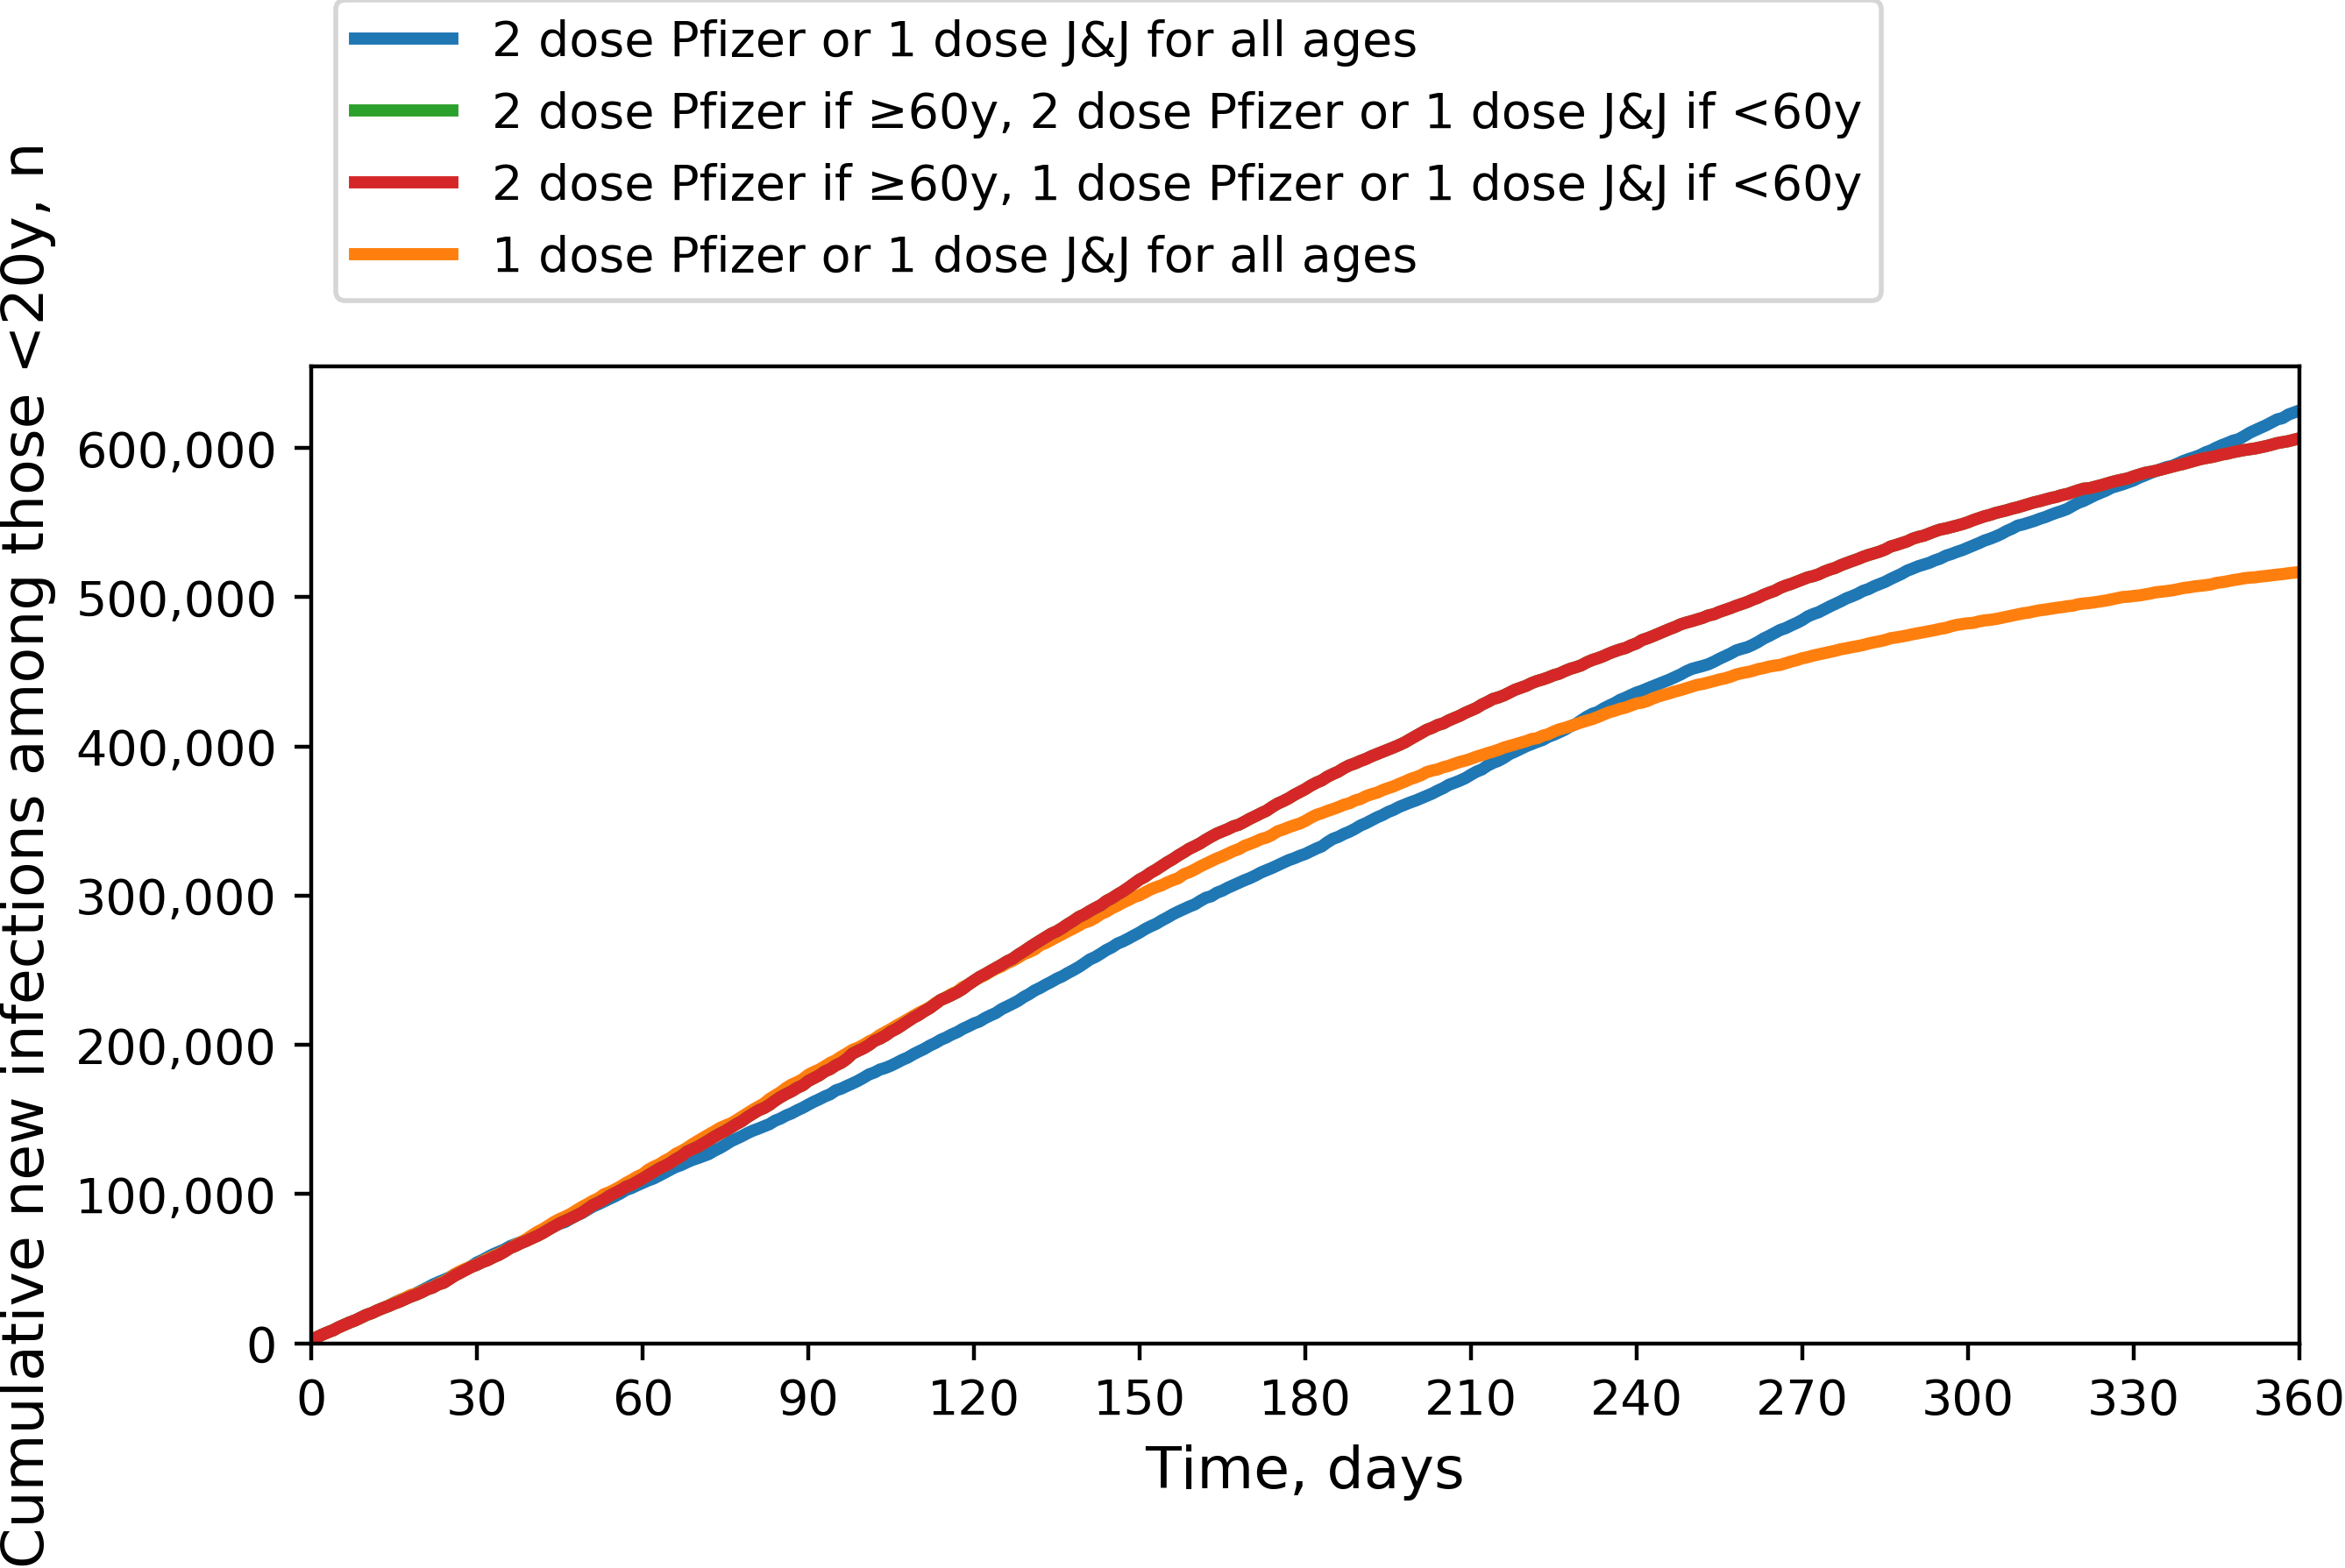 2 dose Pfizer or 1 dose J&J for all ages
2 dose Pfizer if ≥60y, 2 dose Pfizer or 1 dose J&J if <60y
2 dose Pfizer if ≥60y, 1 dose Pfizer or 1 dose J&J if <60y
1 dose Pfizer or 1 dose J&J for all ages
Cumulative new infections among those <20y, n
600,000
500,000
400,000
300,000
200,000
100,000
0
0 30 60 90 120 150 180 210 240 270 300 330 360
Time, days